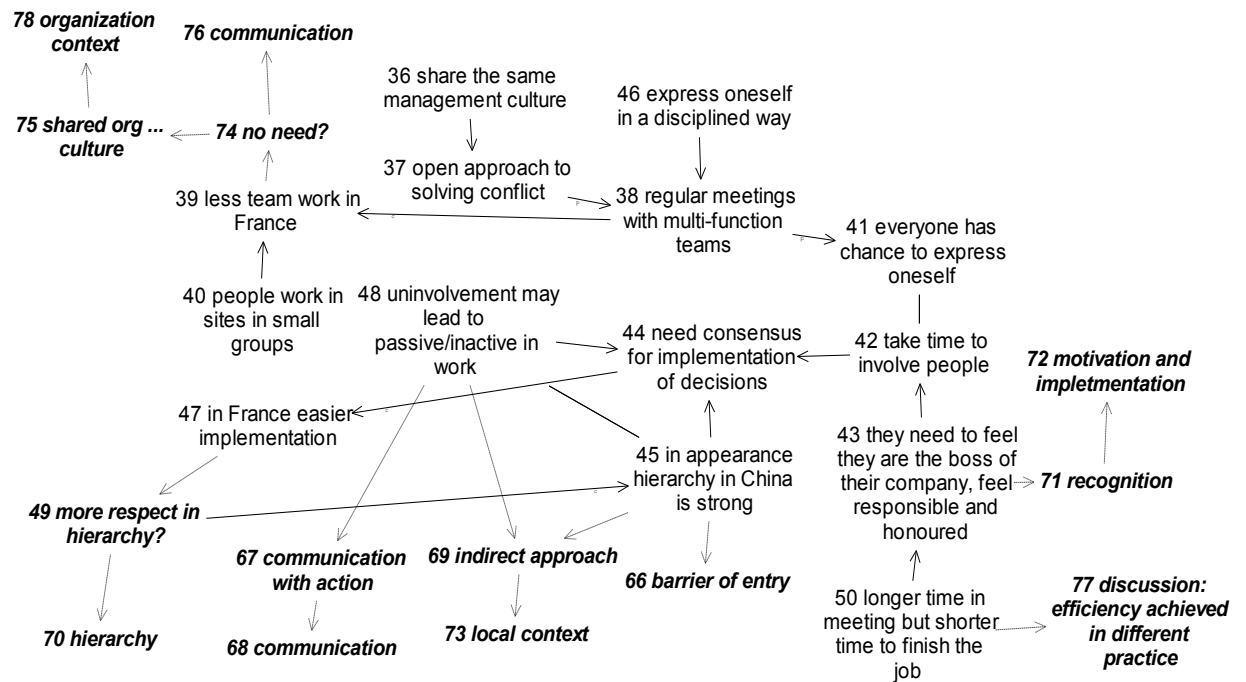 78 organization
context
76 communication
36 share the same
management culture
46 express oneself
in a disciplined way
75 shared org ...
culture
74 no need?
37 open approach to
solving conflict
39 less team work in
France
38 regular meetings
with multi-function
teams
41 everyone has
chance to express
oneself
40 people work in
sites in small
groups
48 uninvolvement may
lead to
passive/inactive in
work
44 need consensus
for implementation
of decisions
42 take time to
involve people
72 motivation and
impletmentation
47 in France easier
implementation
45 in appearance
hierarchy in China
is strong
43 they need to feel
they are the boss of
their company, feel
responsible and
honoured
71 recognition
49 more respect in
hierarchy?
67 communication
with action
69 indirect approach
66 barrier of entry
50 longer time in
meeting but shorter
time to finish the
job
77 discussion:
efficiency achieved
in different
practice
70 hierarchy
68 communication
73 local context